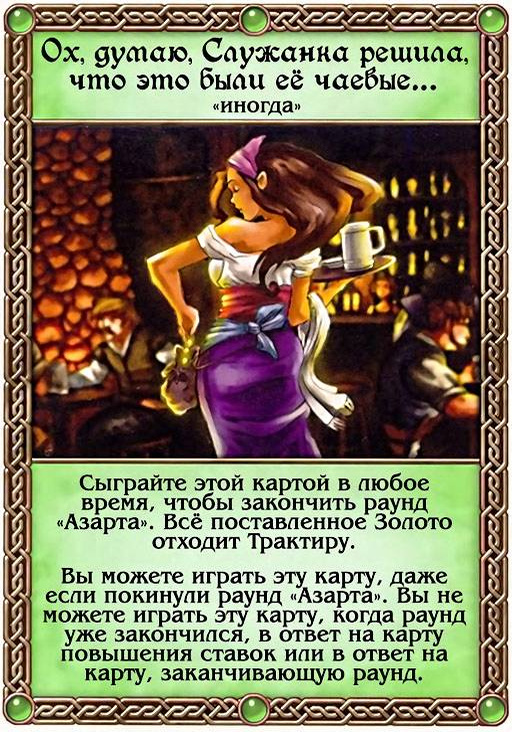 Ох, думаю, Служанка решила,
что это были её чаевые...
«иногда»
Сыграйте этой картой в любое
время, чтобы закончить раунд
«Азарта». Всё поставленное Золото
отходит Трактиру.
Вы можете играть эту карту, даже
если покинули раунд «Азарта». Вы не
можете играть эту карту, когда раунд
уже закончился, в ответ на карту
повышения ставок или в ответ на
карту, заканчивающую раунд.